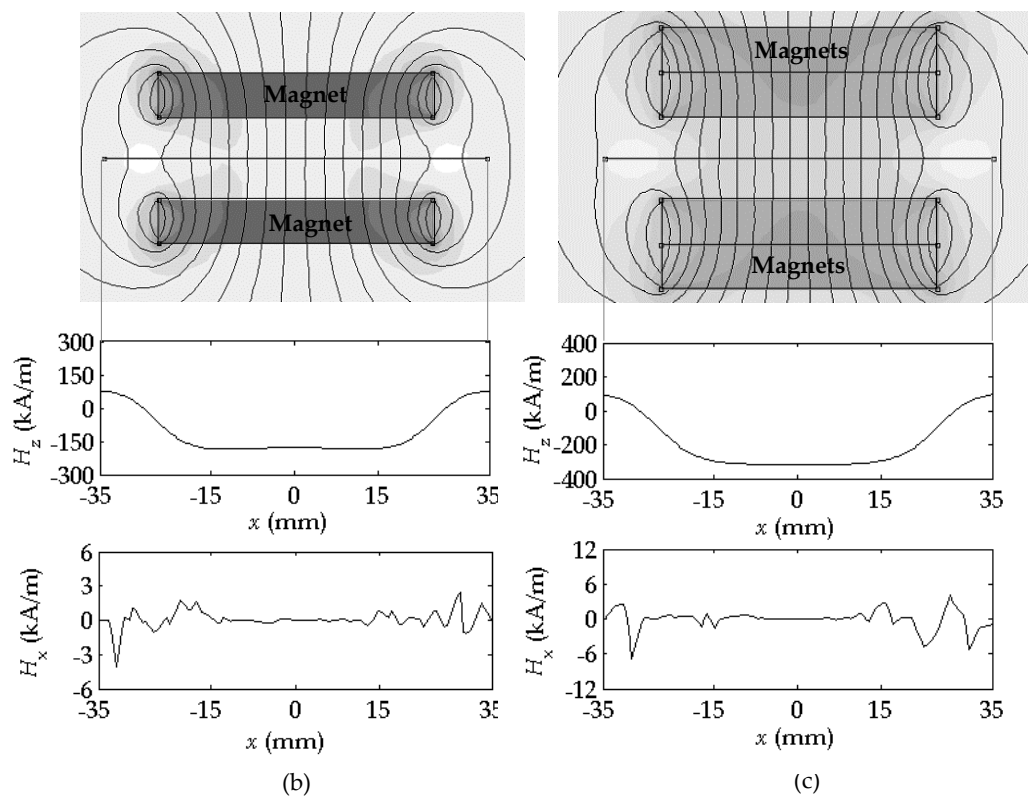 Magnet
Magnet
300
150
0
-150
-300
H_z (kA/m)
-35 -15 0 15 35
x (mm)
6
3
0
-3
-6
H_x (kA/m)
-35 -15 0 15 35
x (mm)
(b)
Magnets
Magnets
400
200
0
-200
-400
H_z (kA/m)
-35 -15 0 15 35
x (mm)
12
6
0
-6
-12
H_x (kA/m)
-35 -15 0 15 35
x (mm)
(c)